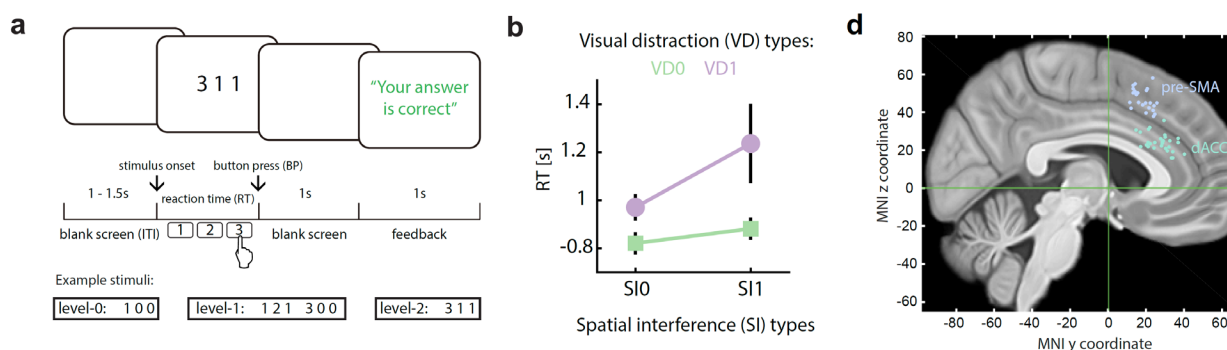 a
3 1 1
"Your answer
is correct"
stimulus onset
button press (BP)
1 - 1.5s
reaction time (RT)
1s
1s
blank screen (ITI)
1
2
3
blank screen
feedback
Example stimuli:
level-0: 1 0 0
level-1: 1 2 1 3 0 0
level-2: 3 1 1
b
Visual distraction (VD) types:
VD0 VD1
1.4
1.2
1
-0.8
RT [s]
SI0
SI1
Spatial interference (SI) types
d
80
60
40
20
0
-20
-40
-60
MNI z coordinate
pre-SMA
dACC
-80
-60
-40
-20
0
20
40
60
MNI y coordinate